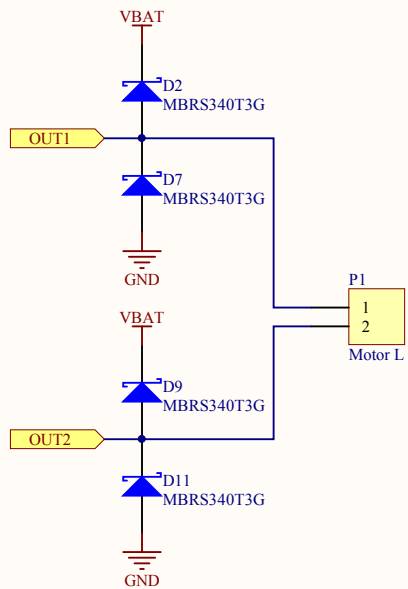 VBAT
D2
MBRS340T3G
OUT1
D7
MBRS340T3G
GND
P1
1
2
Motor L
VBAT
D9
MBRS340T3G
OUT2
D11
MBRS340T3G
GND